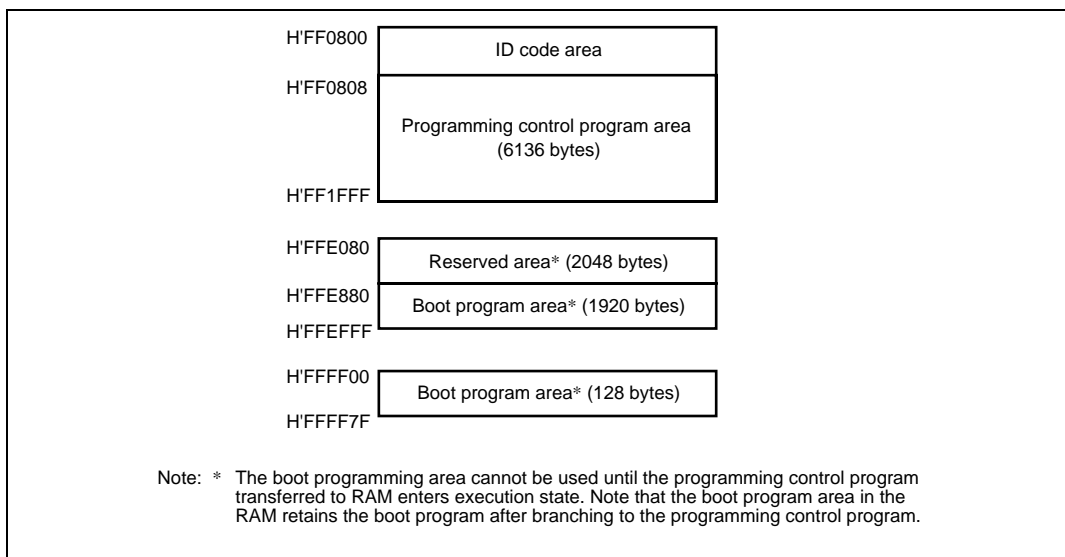 H'FF0800
ID code area
H'FF0808
Programming control program area
(6136 bytes)
H'FF1FFF
H'FFE080
Reserved area* (2048 bytes)
H'FFE880
Boot program area* (1920 bytes)
H'FFEFFF
H'FFFF00
Boot program area* (128 bytes)
H'FFFF7F
Note: * The boot programming area cannot be used until the programming control program
transferred to RAM enters execution state. Note that the boot program area in the
RAM retains the boot program after branching to the programming control program.